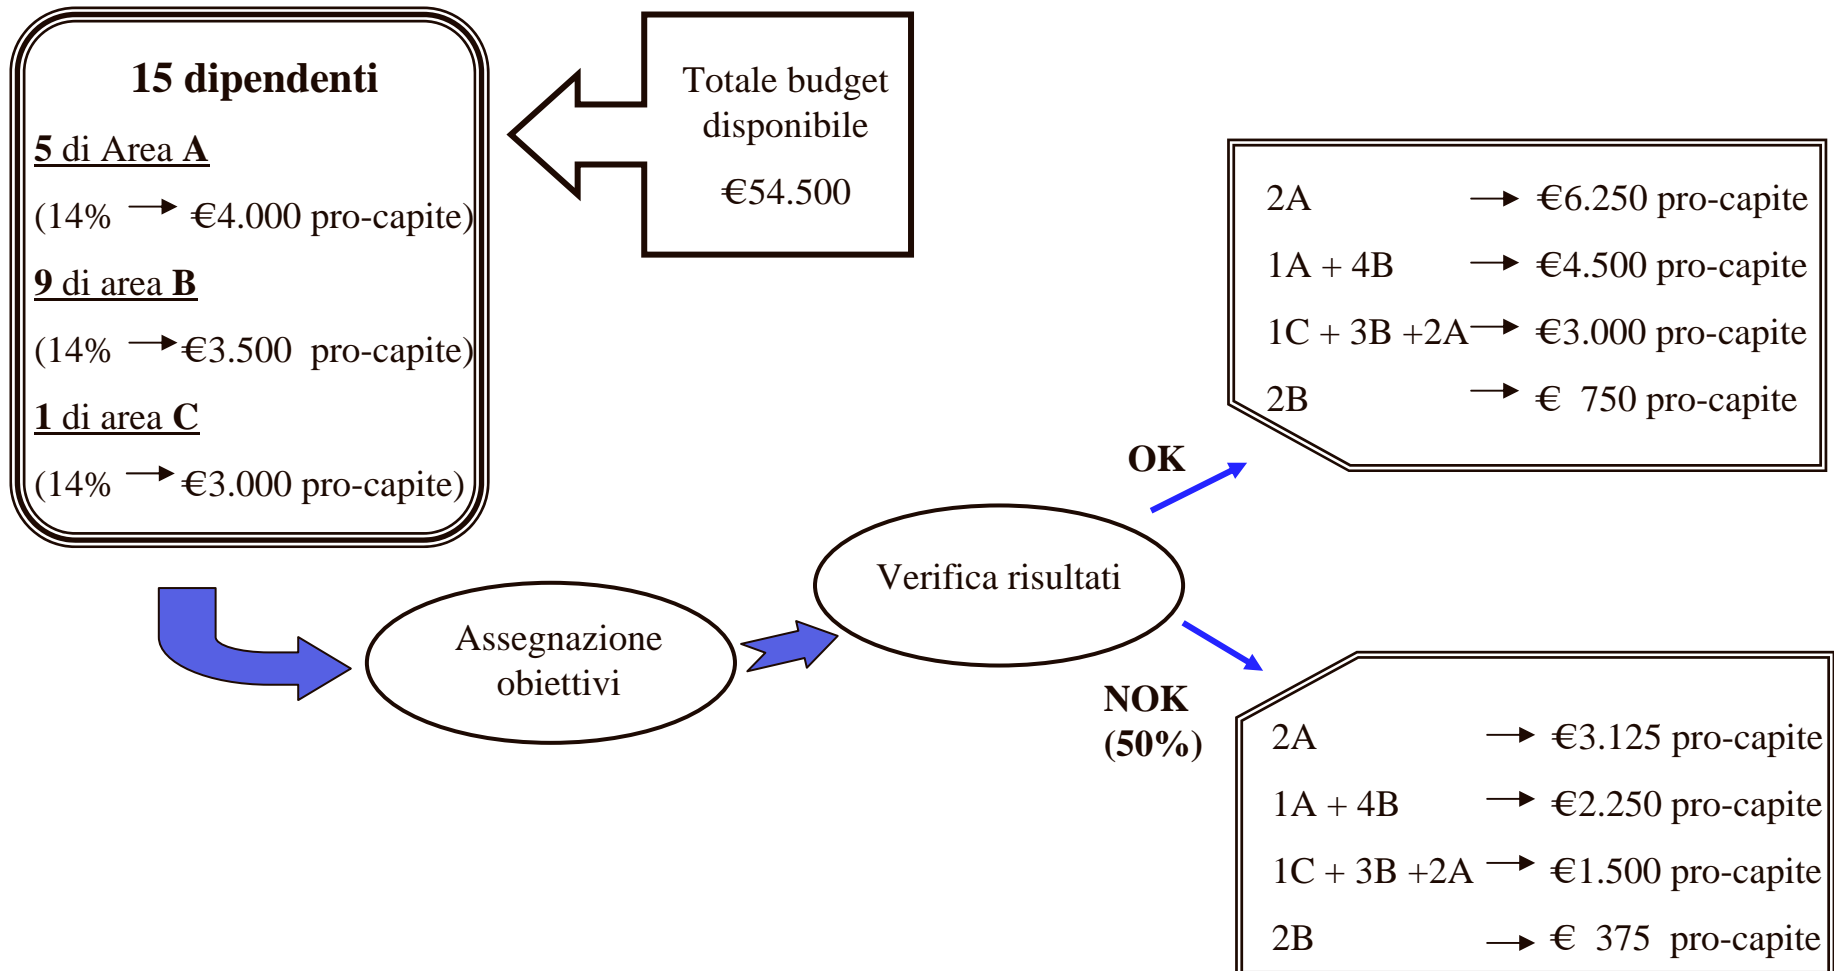 15 dipendenti
5 di Area A
(14% → €4.000 pro-capite)
9 di area B
(14% → €3.500 pro-capite)
1 di area C
(14% → €3.000 pro-capite)
Totale budget
disponibile
€54.500
Assegnazione
obiettivi
Verifica risultati
OK
2A → €6.250 pro-capite
1A + 4B → €4.500 pro-capite
1C + 3B +2A → €3.000 pro-capite
2B → € 750 pro-capite
NOK
(50%)
2A → €3.125 pro-capite
1A + 4B → €2.250 pro-capite
1C + 3B +2A → €1.500 pro-capite
2B → € 375 pro-capite